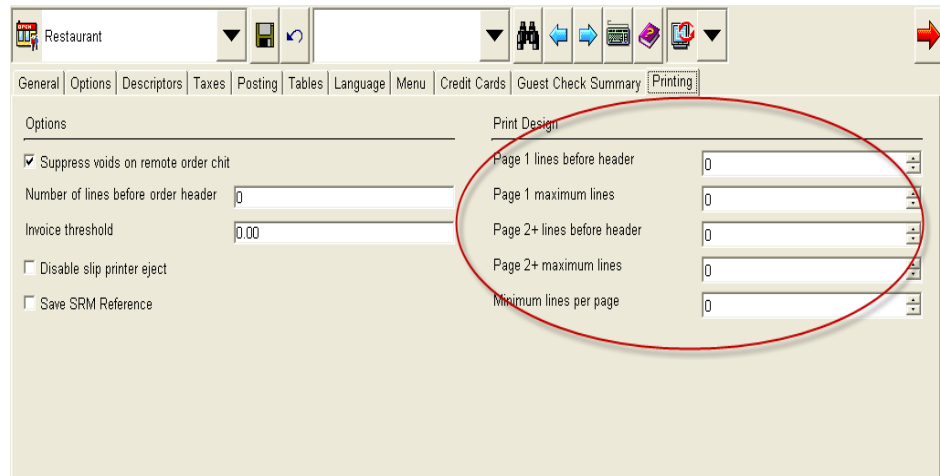 OPEN
Restaurant
General Options Descriptors Taxes Posting Tables Language Menu Credit Cards Guest Check Summary Printing
Options
Suppress voids on remote order chit
Number of lines before order header 0
Invoice threshold 0.00
Disable slip printer eject
Save SRM Reference
Print Design
Page 1 lines before header 0
Page 1 maximum lines 0
Page 2+ lines before header 0
Page 2+ maximum lines 0
Minimum lines per page 0